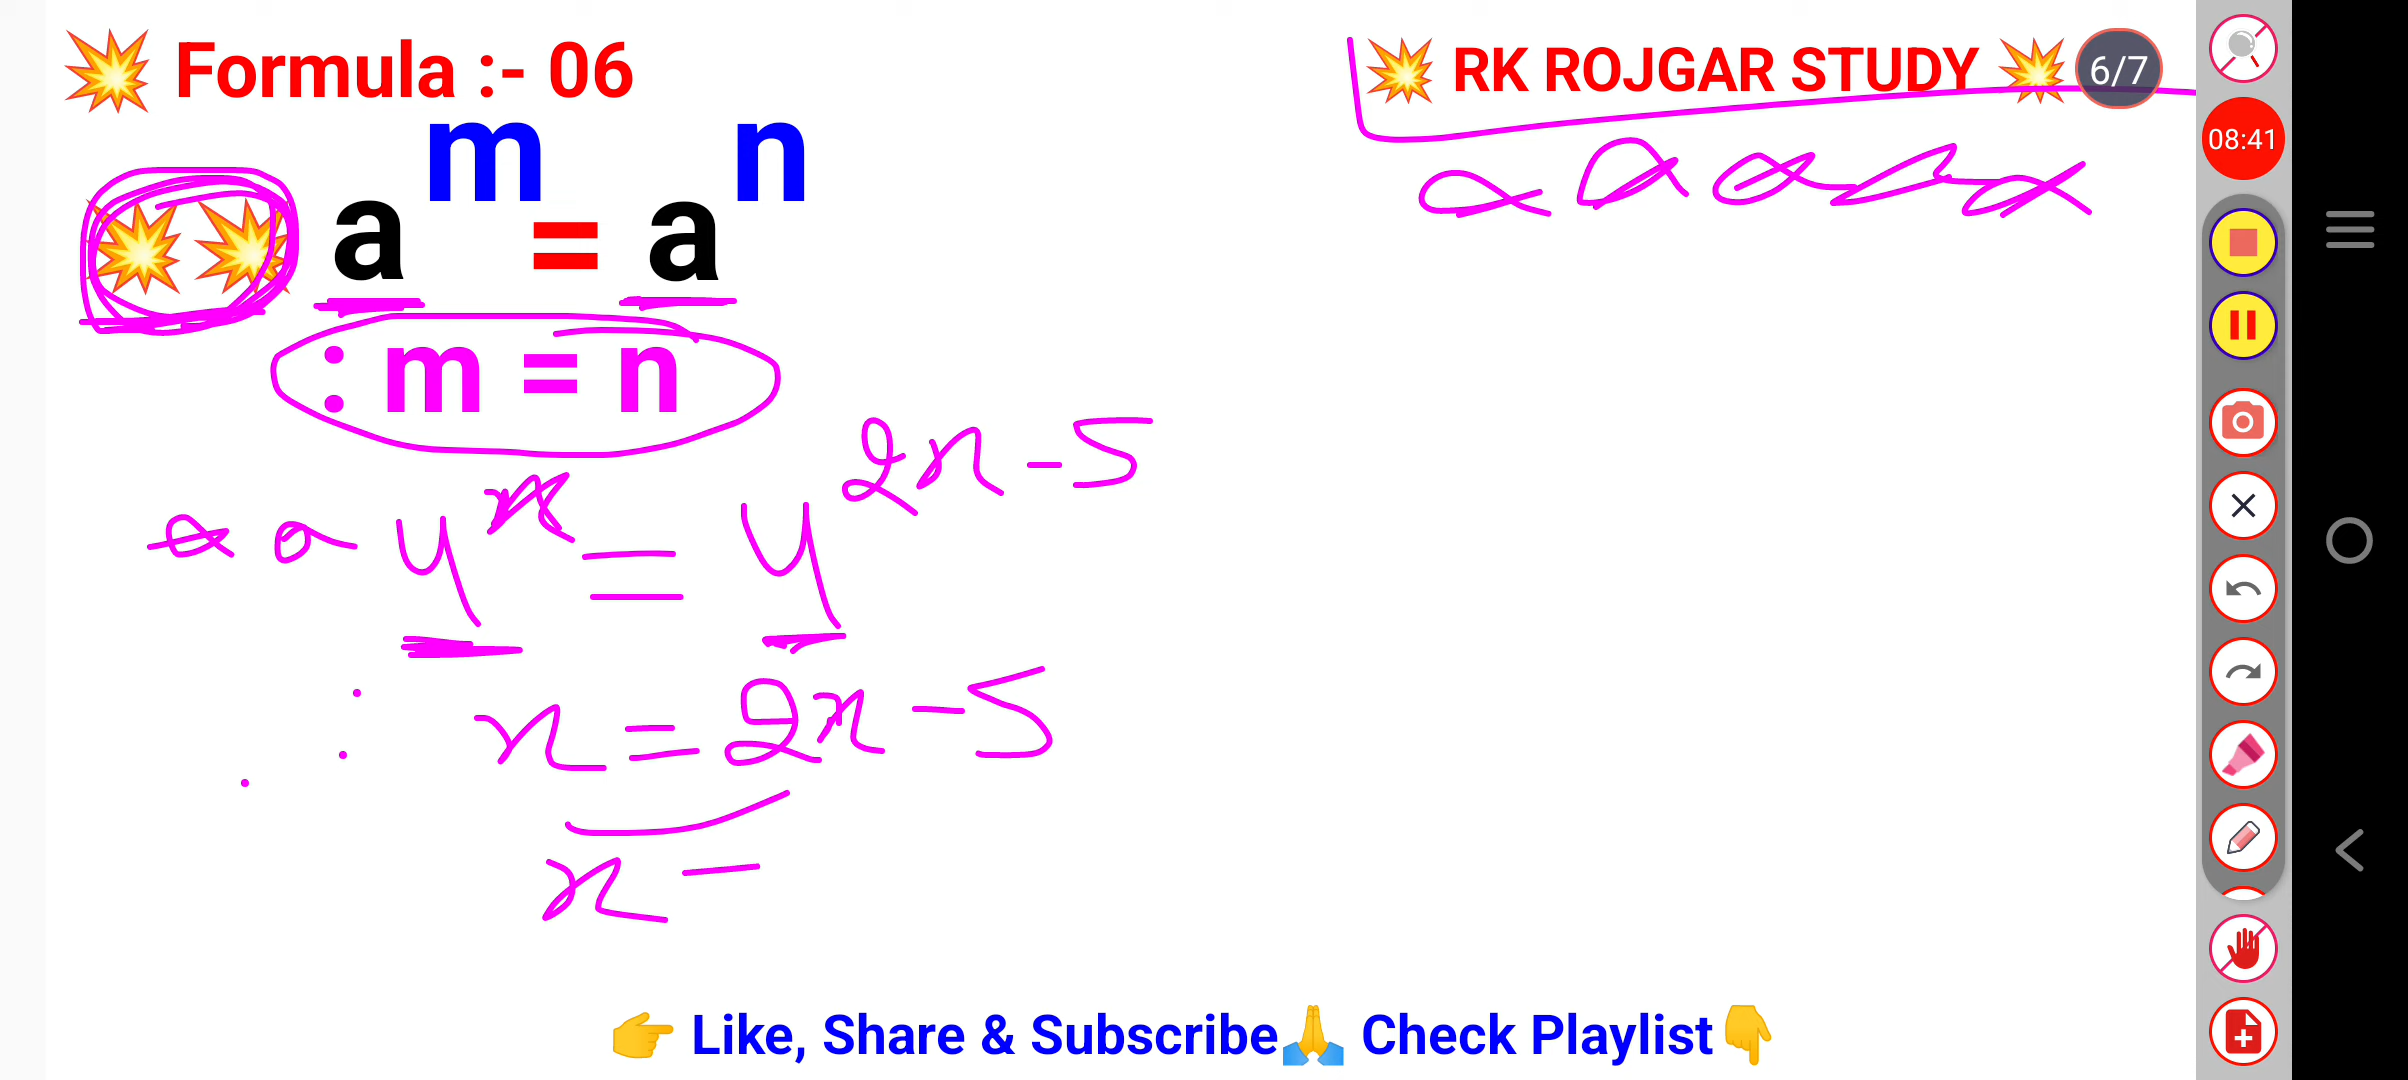 💥 Formula :- 06
💥 RK ROJGAR STUDY 💥
6/7
08:41
💥💥 a^m = a^n
: m = n
y^x = y^2x-5
x = 2x-5
x -
👉 Like, Share & Subscribe🙏 Check Playlist👇